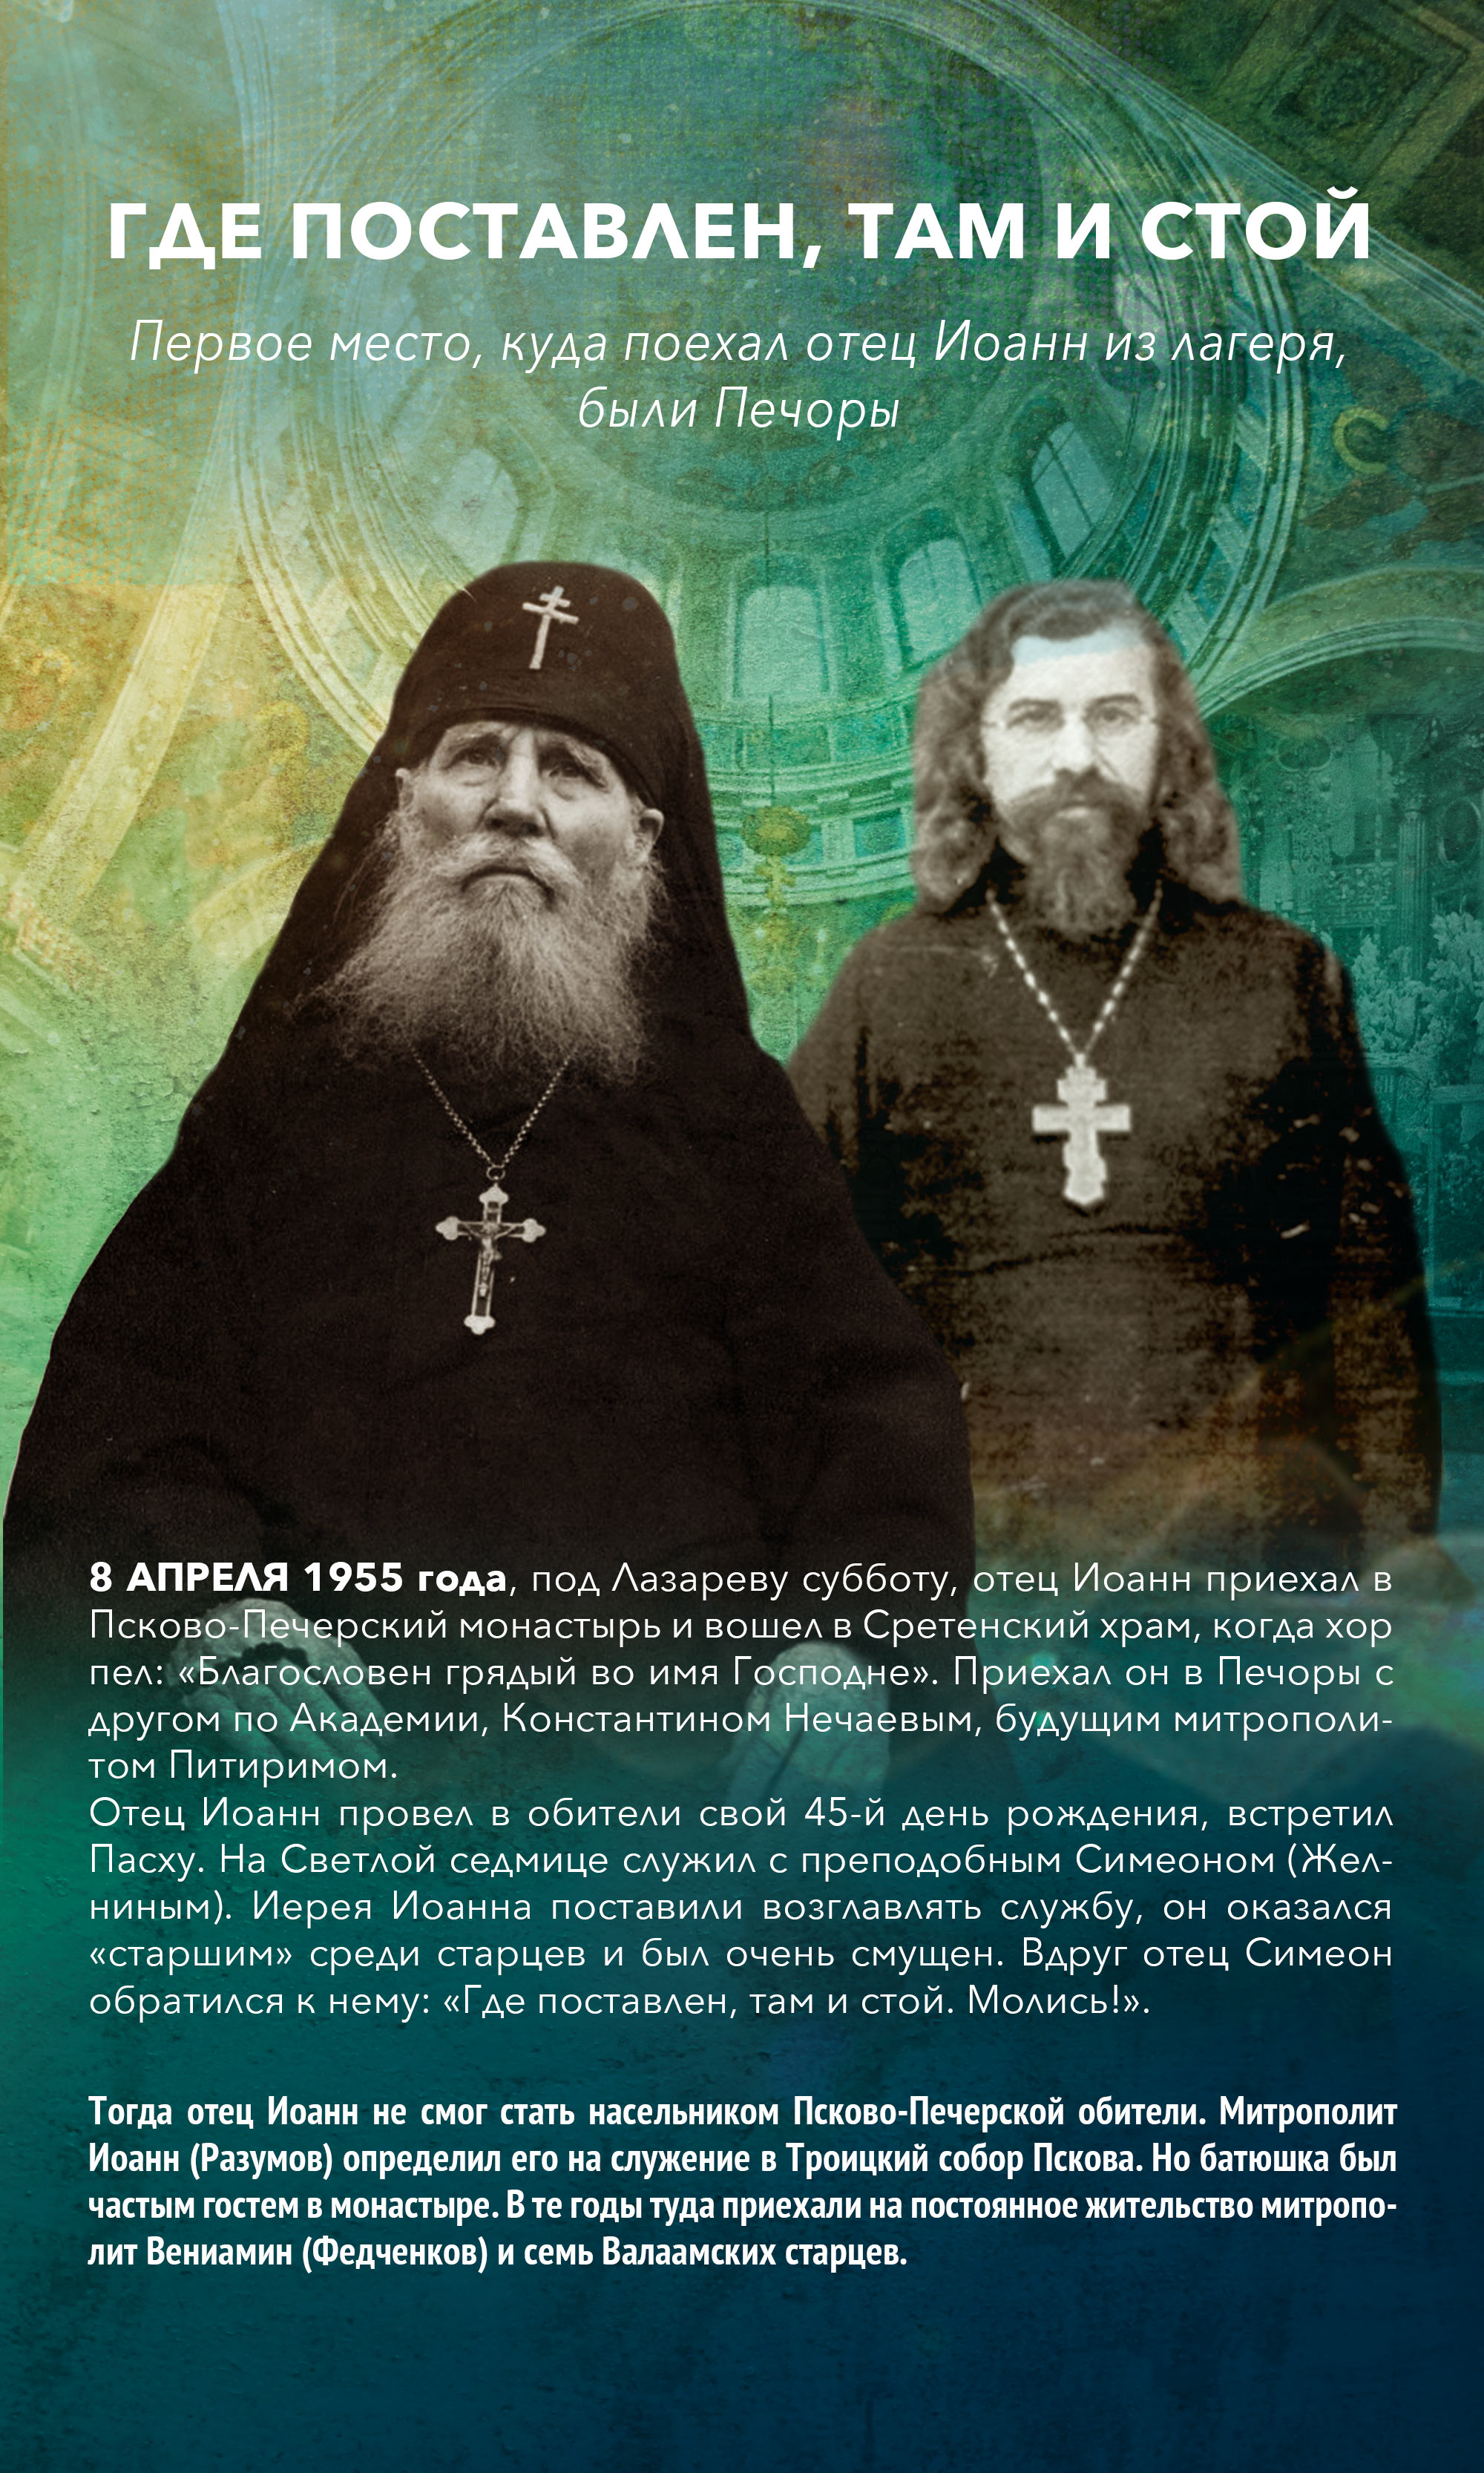 ГДЕ ПОСТАВЛЕН, ТАМ И СТОЙ
Первое место, куда поехал отец Иоанн из лагеря,
были Печоры
8 АПРЕЛЯ 1955 года, под Лазареву субботу, отец Иоанн приехал в
Псково-Печерский монастырь и вошел в Сретенский храм, когда хор
пел: «Благословен грядый во имя Господне». Приехал он в Печоры с
другом по Академии, Константином Нечаевым, будущим митрополи-
том Питиримом.
Отец Иоанн провел в обители свой 45-й день рождения, встретил
Пасху. На Светлой седмице служил с преподобным Симеоном (Жел-
ниным). Иерея Иоанна поставили возглавлять службу, он оказался
«старшим» среди старцев и был очень смущен. Вдруг отец Симеон
обратился к нему: «Где поставлен, там и стой. Молись!».
Тогда отец Иоанн не смог стать насельником Псково-Печерской обители. Митрополит
Иоанн (Разумов) определил его на служение в Троицкий собор Пскова. Но батюшка был
частым гостем в монастыре. В те годы туда приехали на постоянное жительство митропо-
лит Вениамин (Федченков) и семь Валаамских старцев.